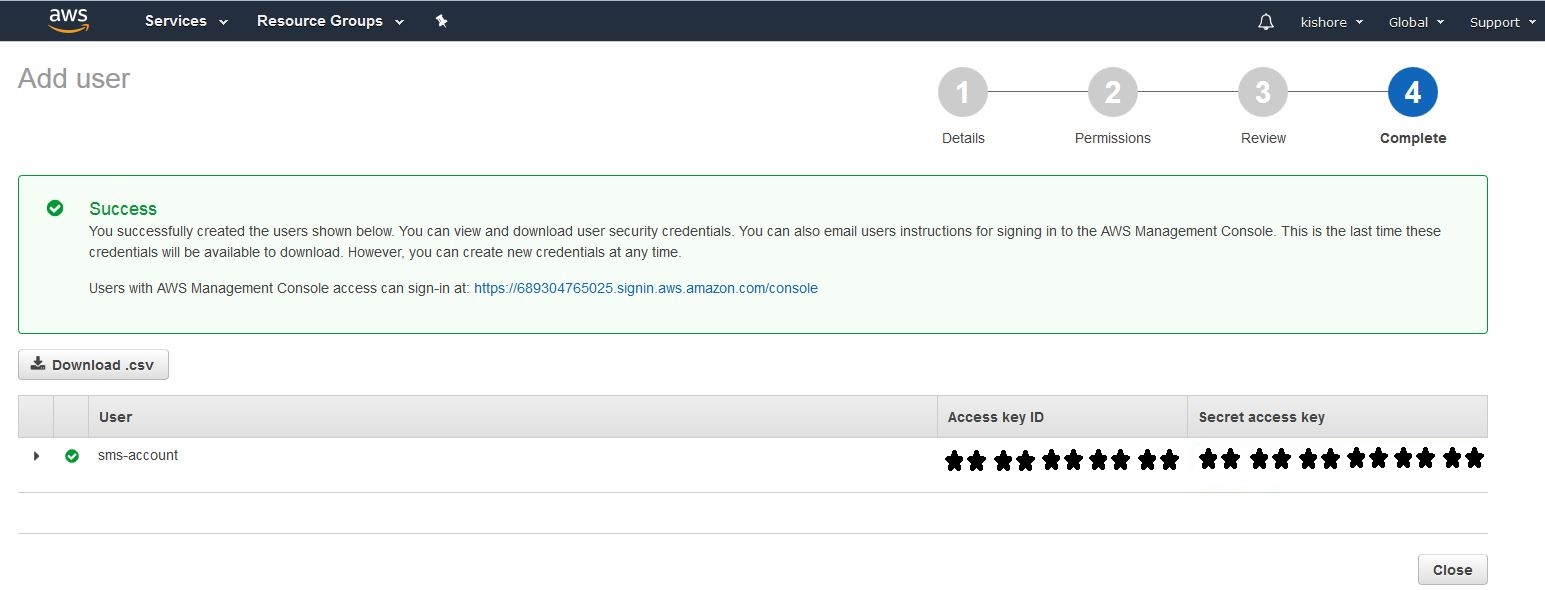 aws Services Resource Groups kishore Global Support
Add user
1 2 3 4
Details Permissions Review Complete
Success
You successfully created the users shown below. You can view and download user security credentials. You can also email users instructions for signing in to the AWS Management Console. This is the last time these
credentials will be available to download. However, you can create new credentials at any time.
Users with AWS Management Console access can sign-in at: https://689304765025.signin.aws.amazon.com/console
Download .csv
User Access key ID Secret access key
sms-account
Close